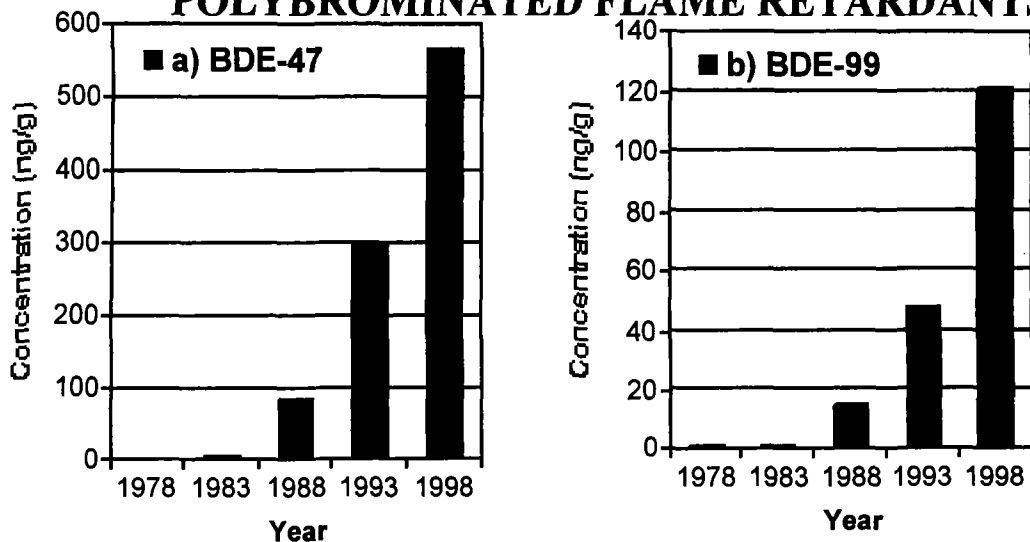 POLYBROMINATED FLAME RETARDANTS
a) BDE-47
Concentration (ng/g)
600
500
400
300
200
100
0
1978 1983 1988 1993 1998
Year
b) BDE-99
Concentration (ng/g)
140
120
100
80
60
40
20
0
1978 1983 1988 1993 1998
Year